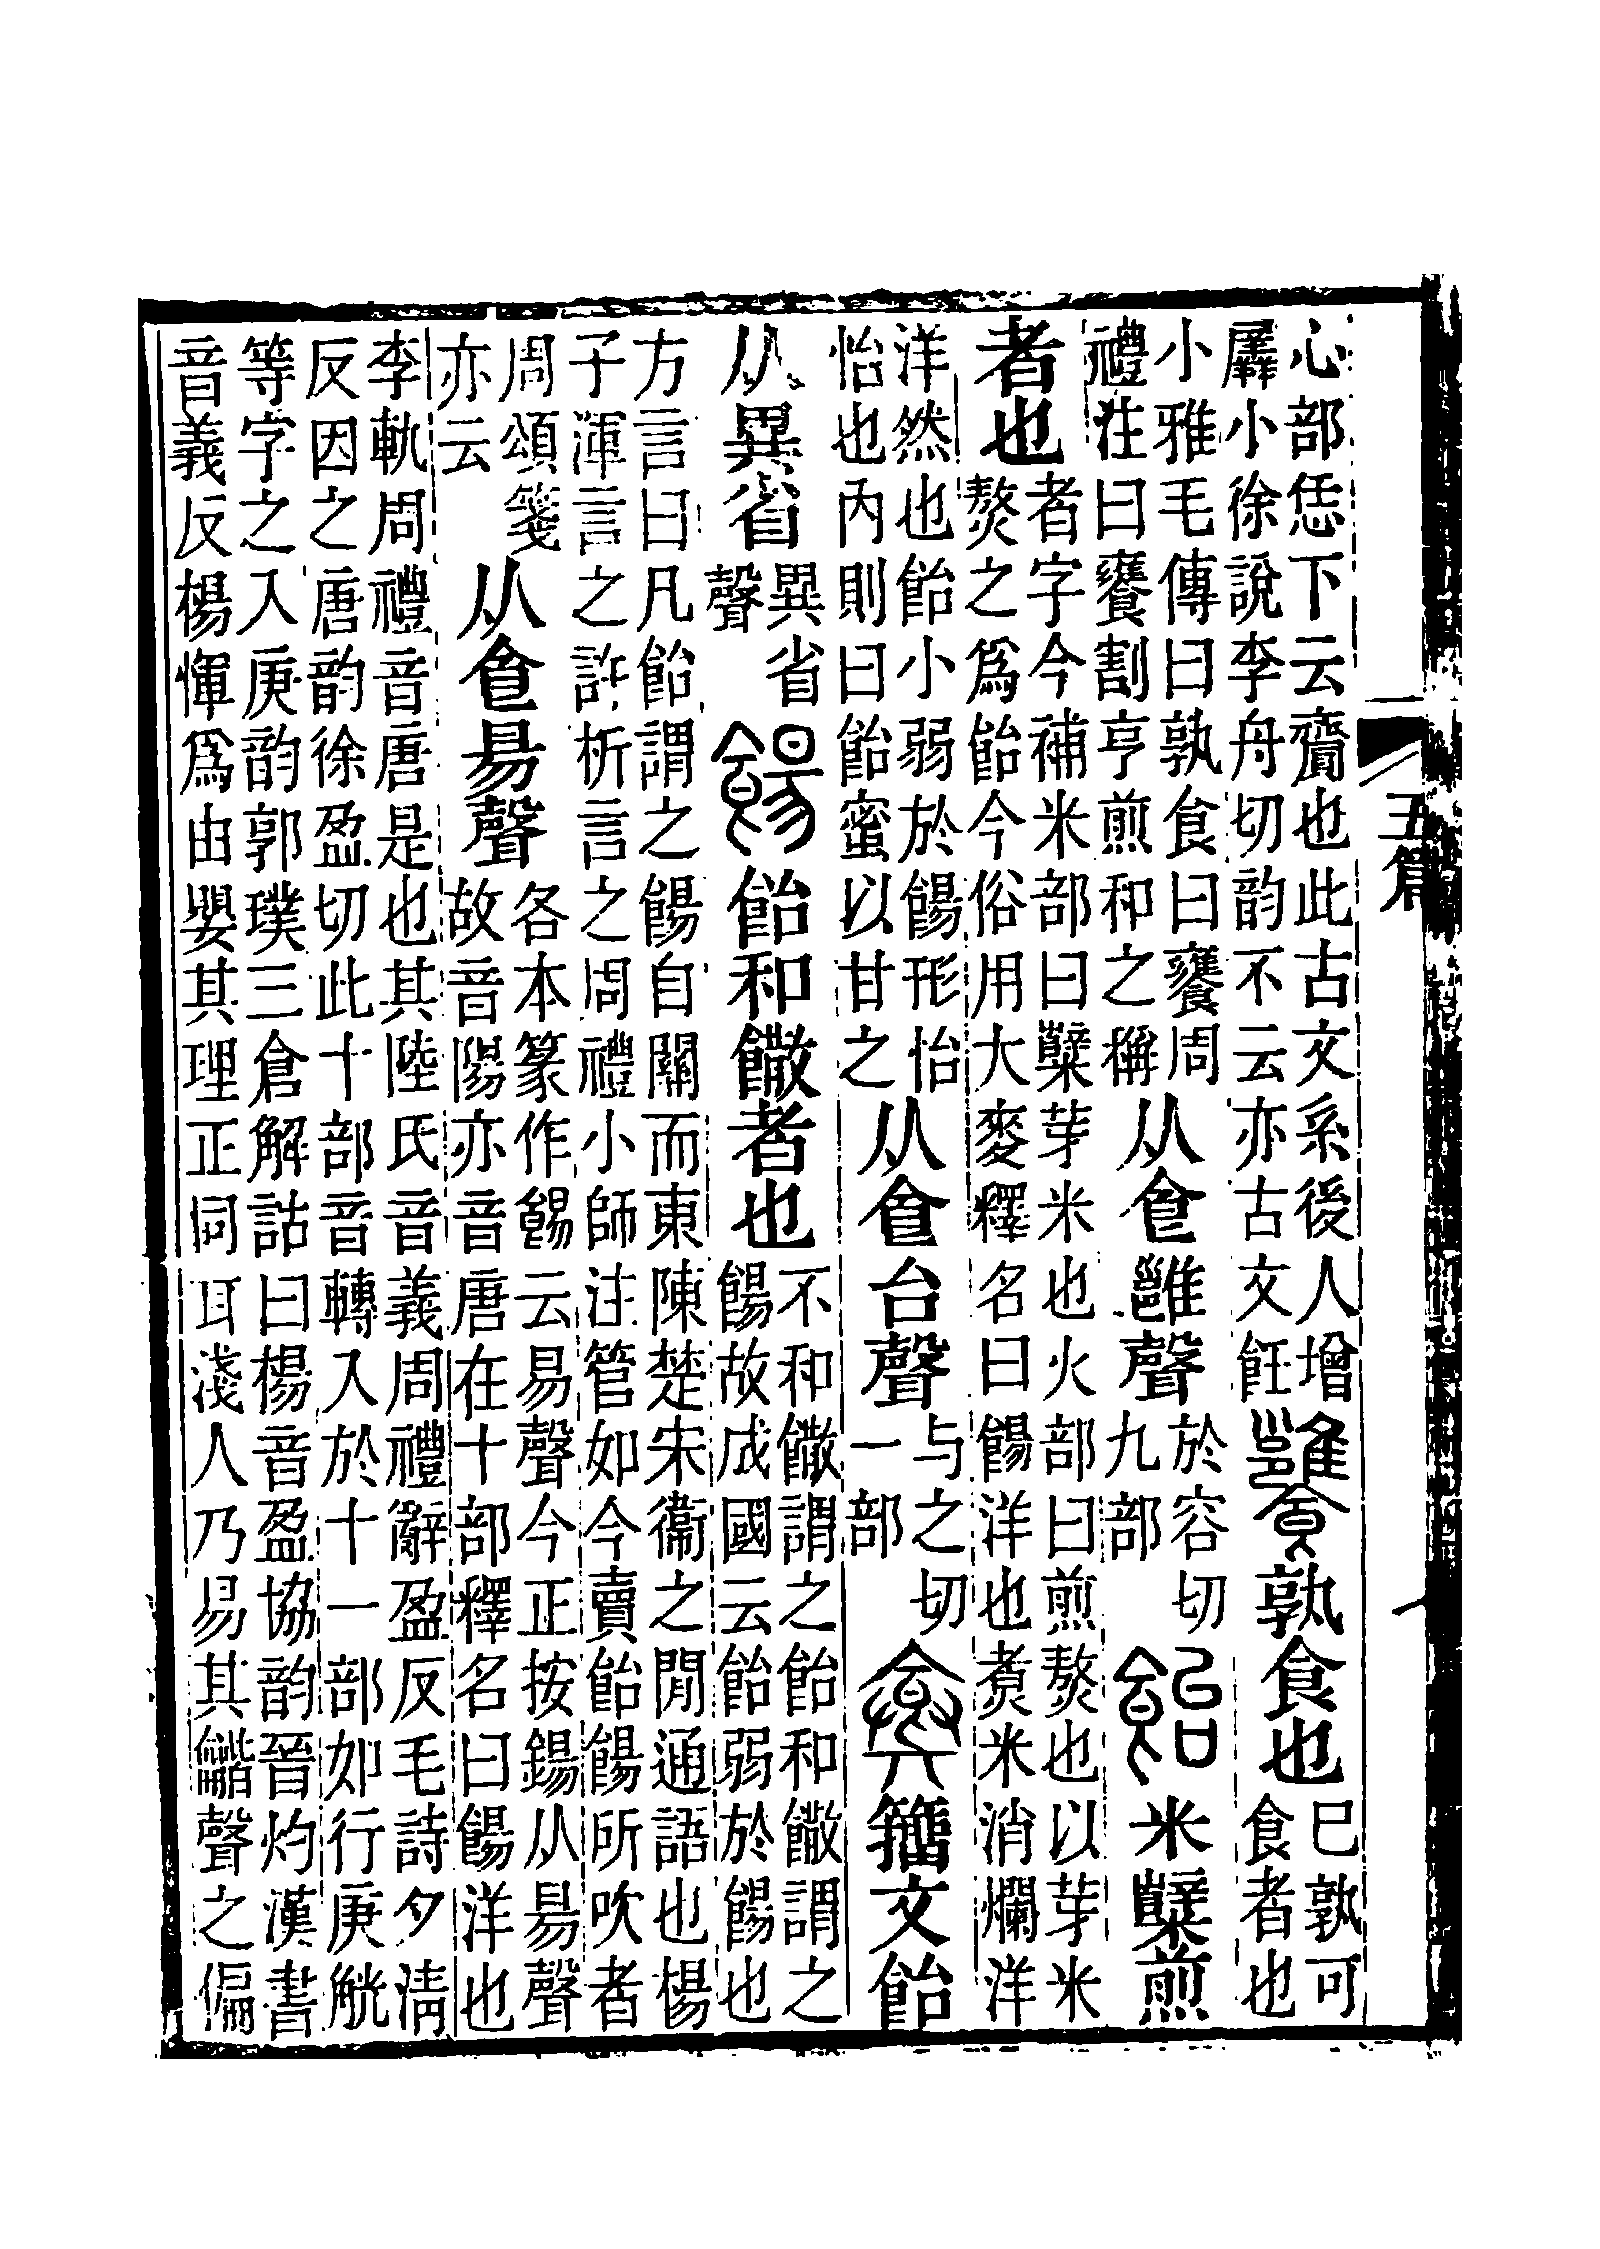 心部恁下云齎也此古文系後人增
羼小徐說李舟切韵不云亦古文飪
饔孰食也
巳孰可
食者也
小雅毛傳曰孰食曰饔周
禮注曰饔割亨煎和之稱
从食雝聲
於容切
九部
飴米糱煎
者也
者字今補米部曰糱芽米也火部曰煎熬也以芽米
熬之爲飴今俗用大麥釋名曰餳洋也煑米消爛洋
洋然也飴小弱於餳形怡
怡也內則曰飴蜜以甘之
从食台聲
与之切
一部
籒文飴
从異省
異省
聲
餳飴和饊者也
不和饊謂之飴和饊謂之
餳故成國云飴弱於餳也
方言曰凡飴謂之餳自關而東陳楚宋衞之閒通語也楊
子渾言之許析言之周禮小師注管如今賣飴餳所吹者
周頌箋
亦云
从食昜聲
各本篆作餳云易聲今正按餳从昜聲
故音陽亦音唐在十部釋名曰餳洋也
李軌周禮音唐是也其陸氏音義周禮辭盈反毛詩夕淸
反因之唐韵徐盈切此十部音轉入於十一部如行庚觥
等字之入庚韵郭璞三倉解詁曰楊音盈協韵晉灼漢書
音義反楊惲爲由嬰其理正同耳淺人乃易其諧聲之偏
五篇